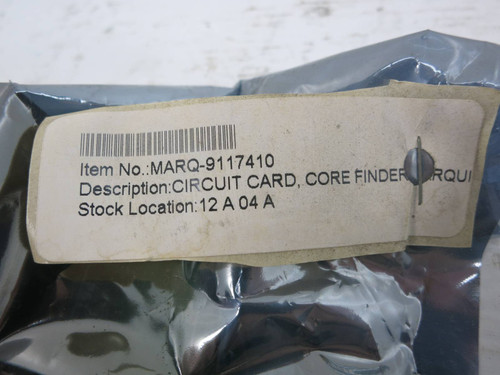 Item No.:MARQ-9117410
Description:CIRCUIT CARD, CORE FINDER
Stock Location:12 A 04 A